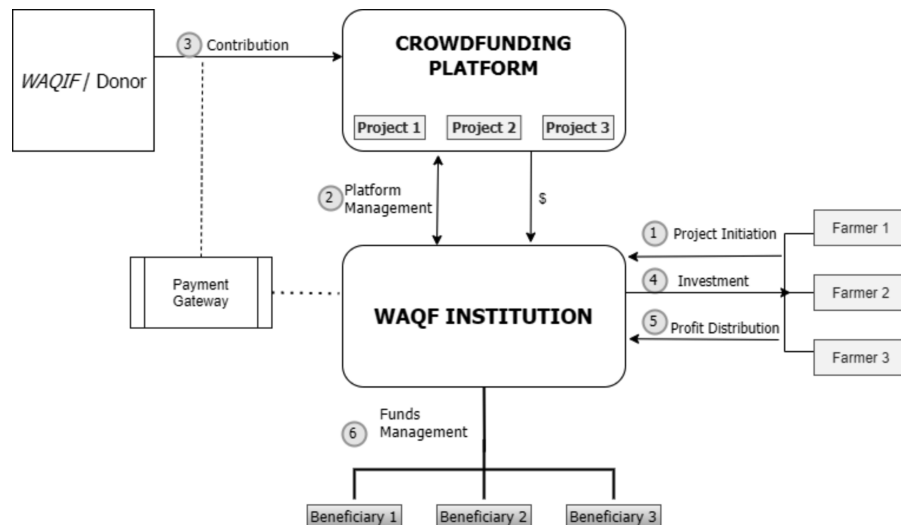 WAQIF / Donor
3 Contribution
CROWDFUNDING
PLATFORM
Project 1 Project 2 Project 3
2 Platform
Management
$
Payment
Gateway
WAQF INSTITUTION
1 Project Initiation
4 Investment
5 Profit Distribution
Farmer 1
Farmer 2
Farmer 3
6 Funds
Management
Beneficiary 1 Beneficiary 2 Beneficiary 3